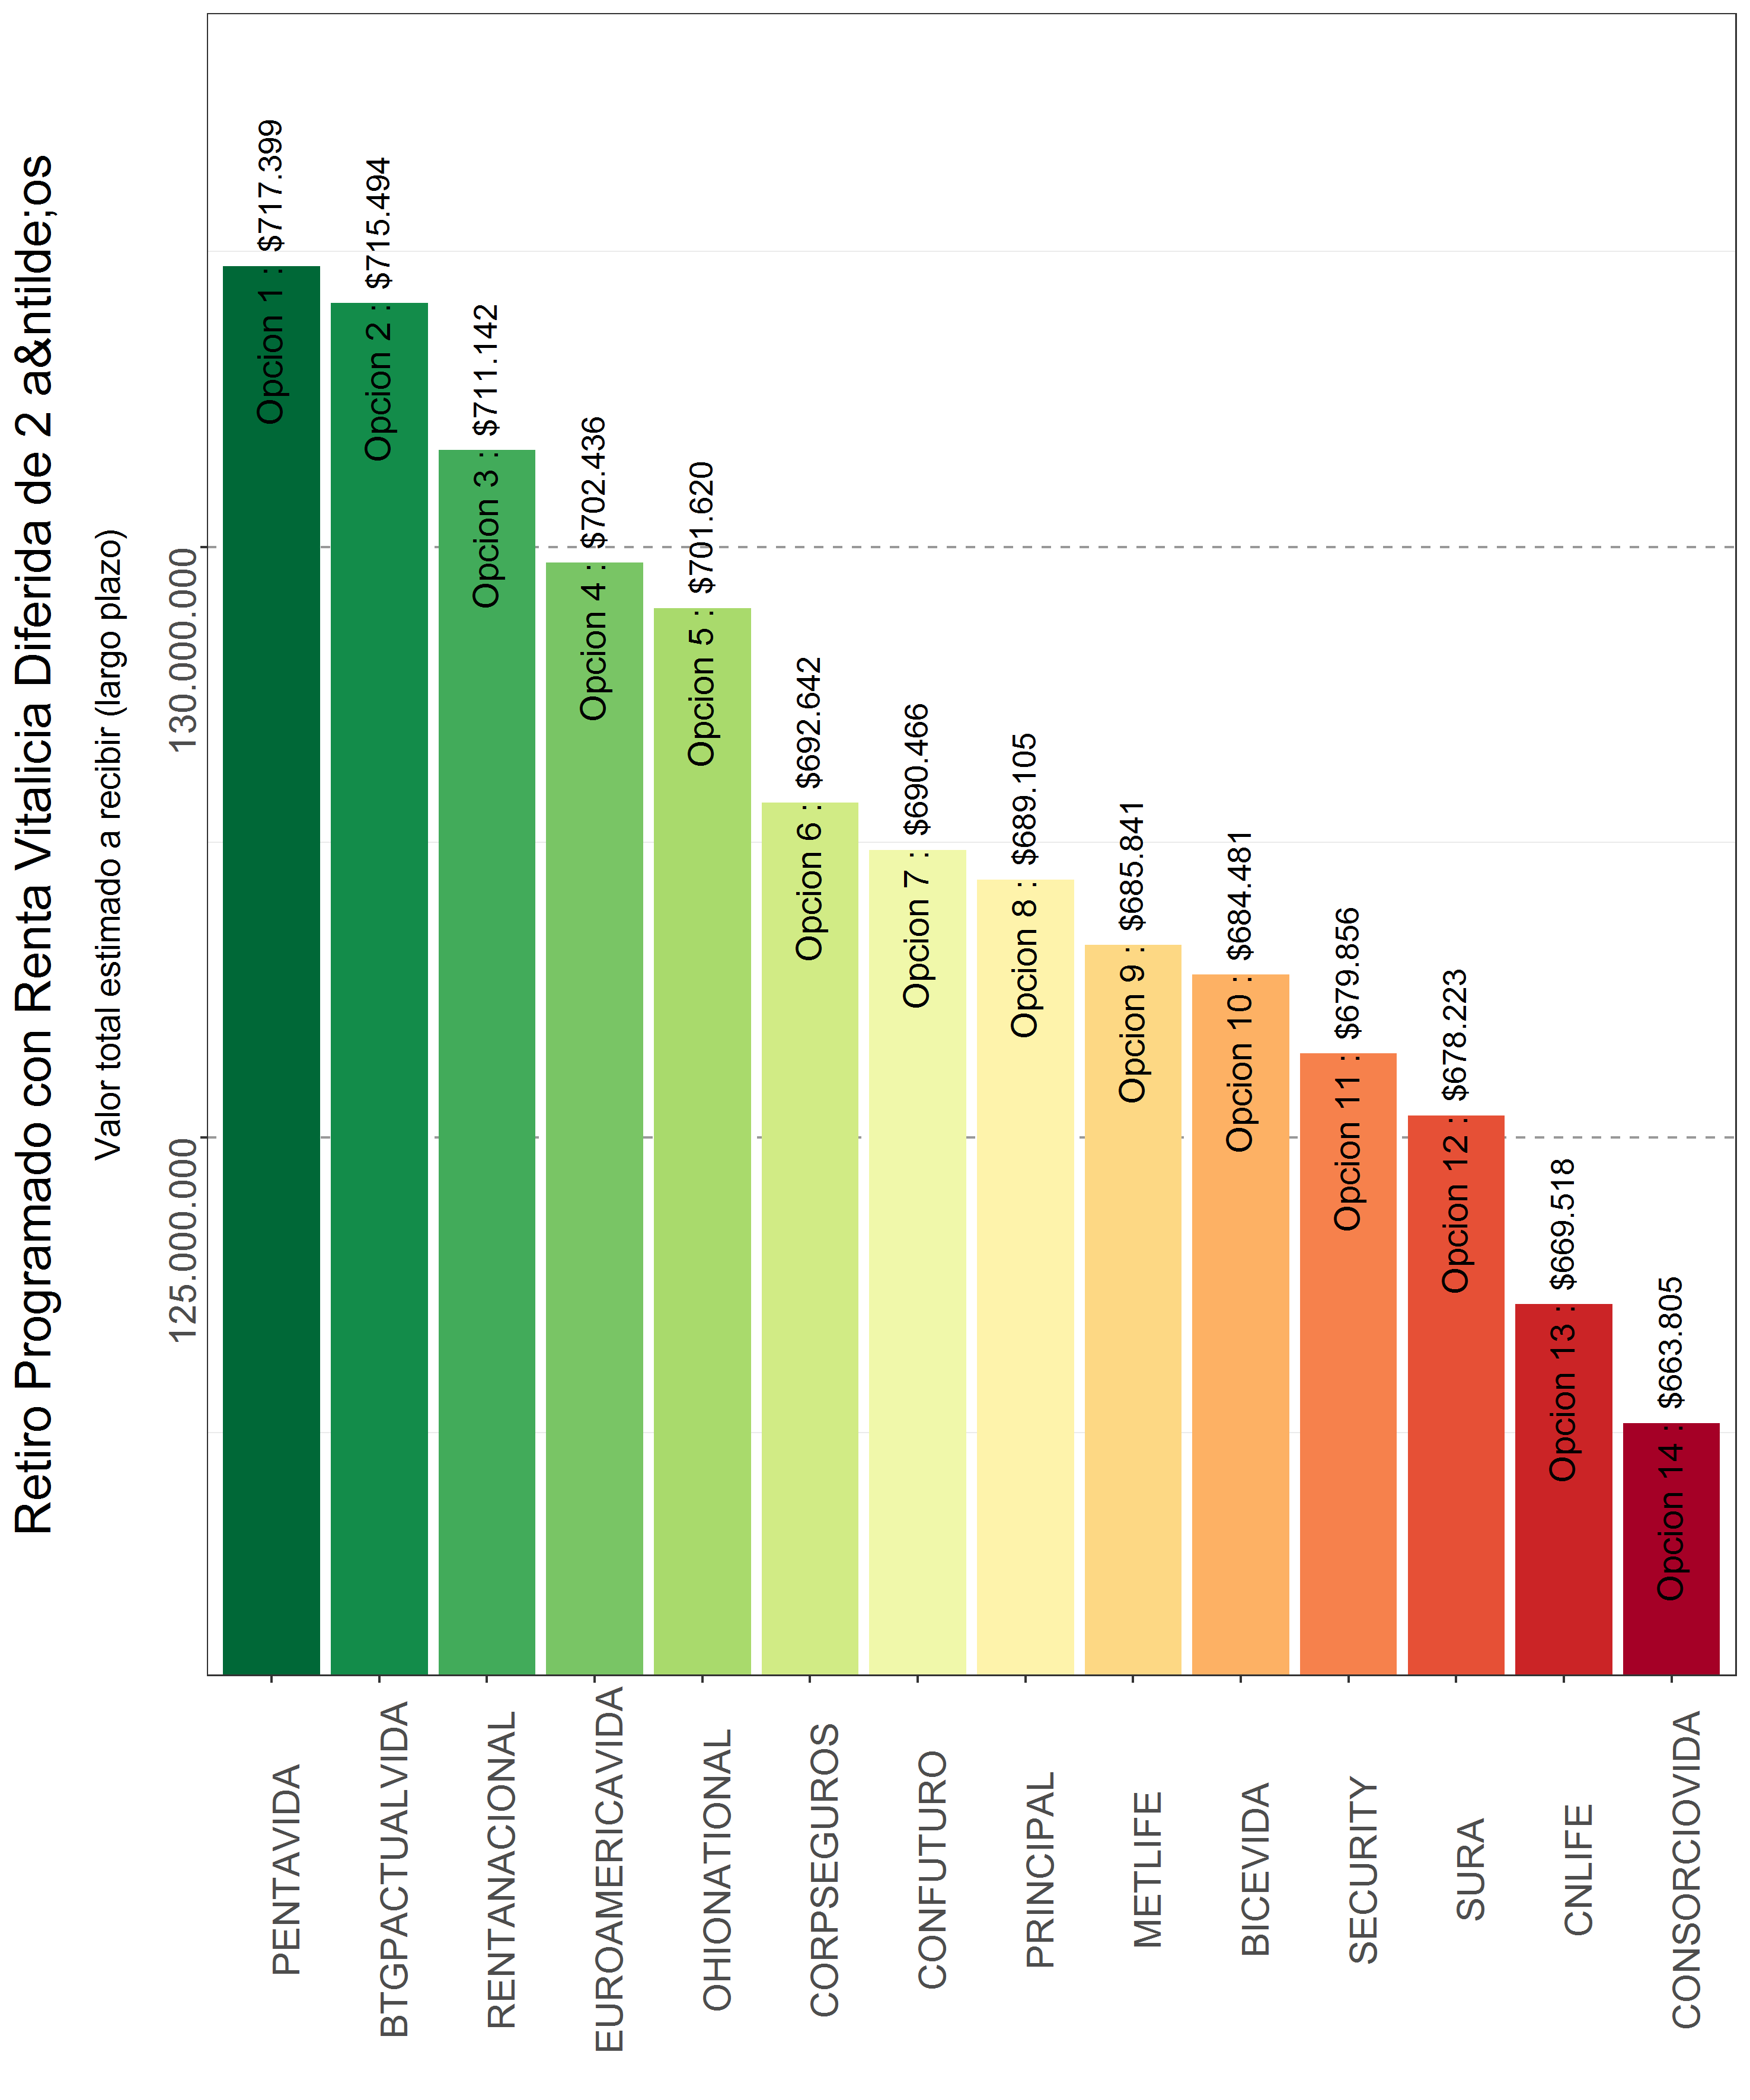 Retiro Programado con Renta Vitalicia Diferida de 2 a&ntilde;os
Valor total estimado a recibir (largo plazo)
130.000.000
125.000.000
Opcion 1 : $717.399
Opcion 2 : $715.494
Opcion 3 : $711.142
Opcion 4 : $702.436
Opcion 5 : $701.620
Opcion 6 : $692.642
Opcion 7 : $690.466
Opcion 8 : $689.105
Opcion 9 : $685.841
Opcion 10 : $684.481
Opcion 11 : $679.856
Opcion 12 : $678.223
Opcion 13 : $669.518
Opcion 14 : $663.805
PENTAVIDA
BTGPACTUALVIDA
RENTANACIONAL
EUROAMERICAVIDA
OHIONATIONAL
CORPSEGUROS
CONFUTURO
PRINCIPAL
METLIFE
BICEVIDA
SECURITY
SURA
CNLIFE
CONSORCIOVIDA